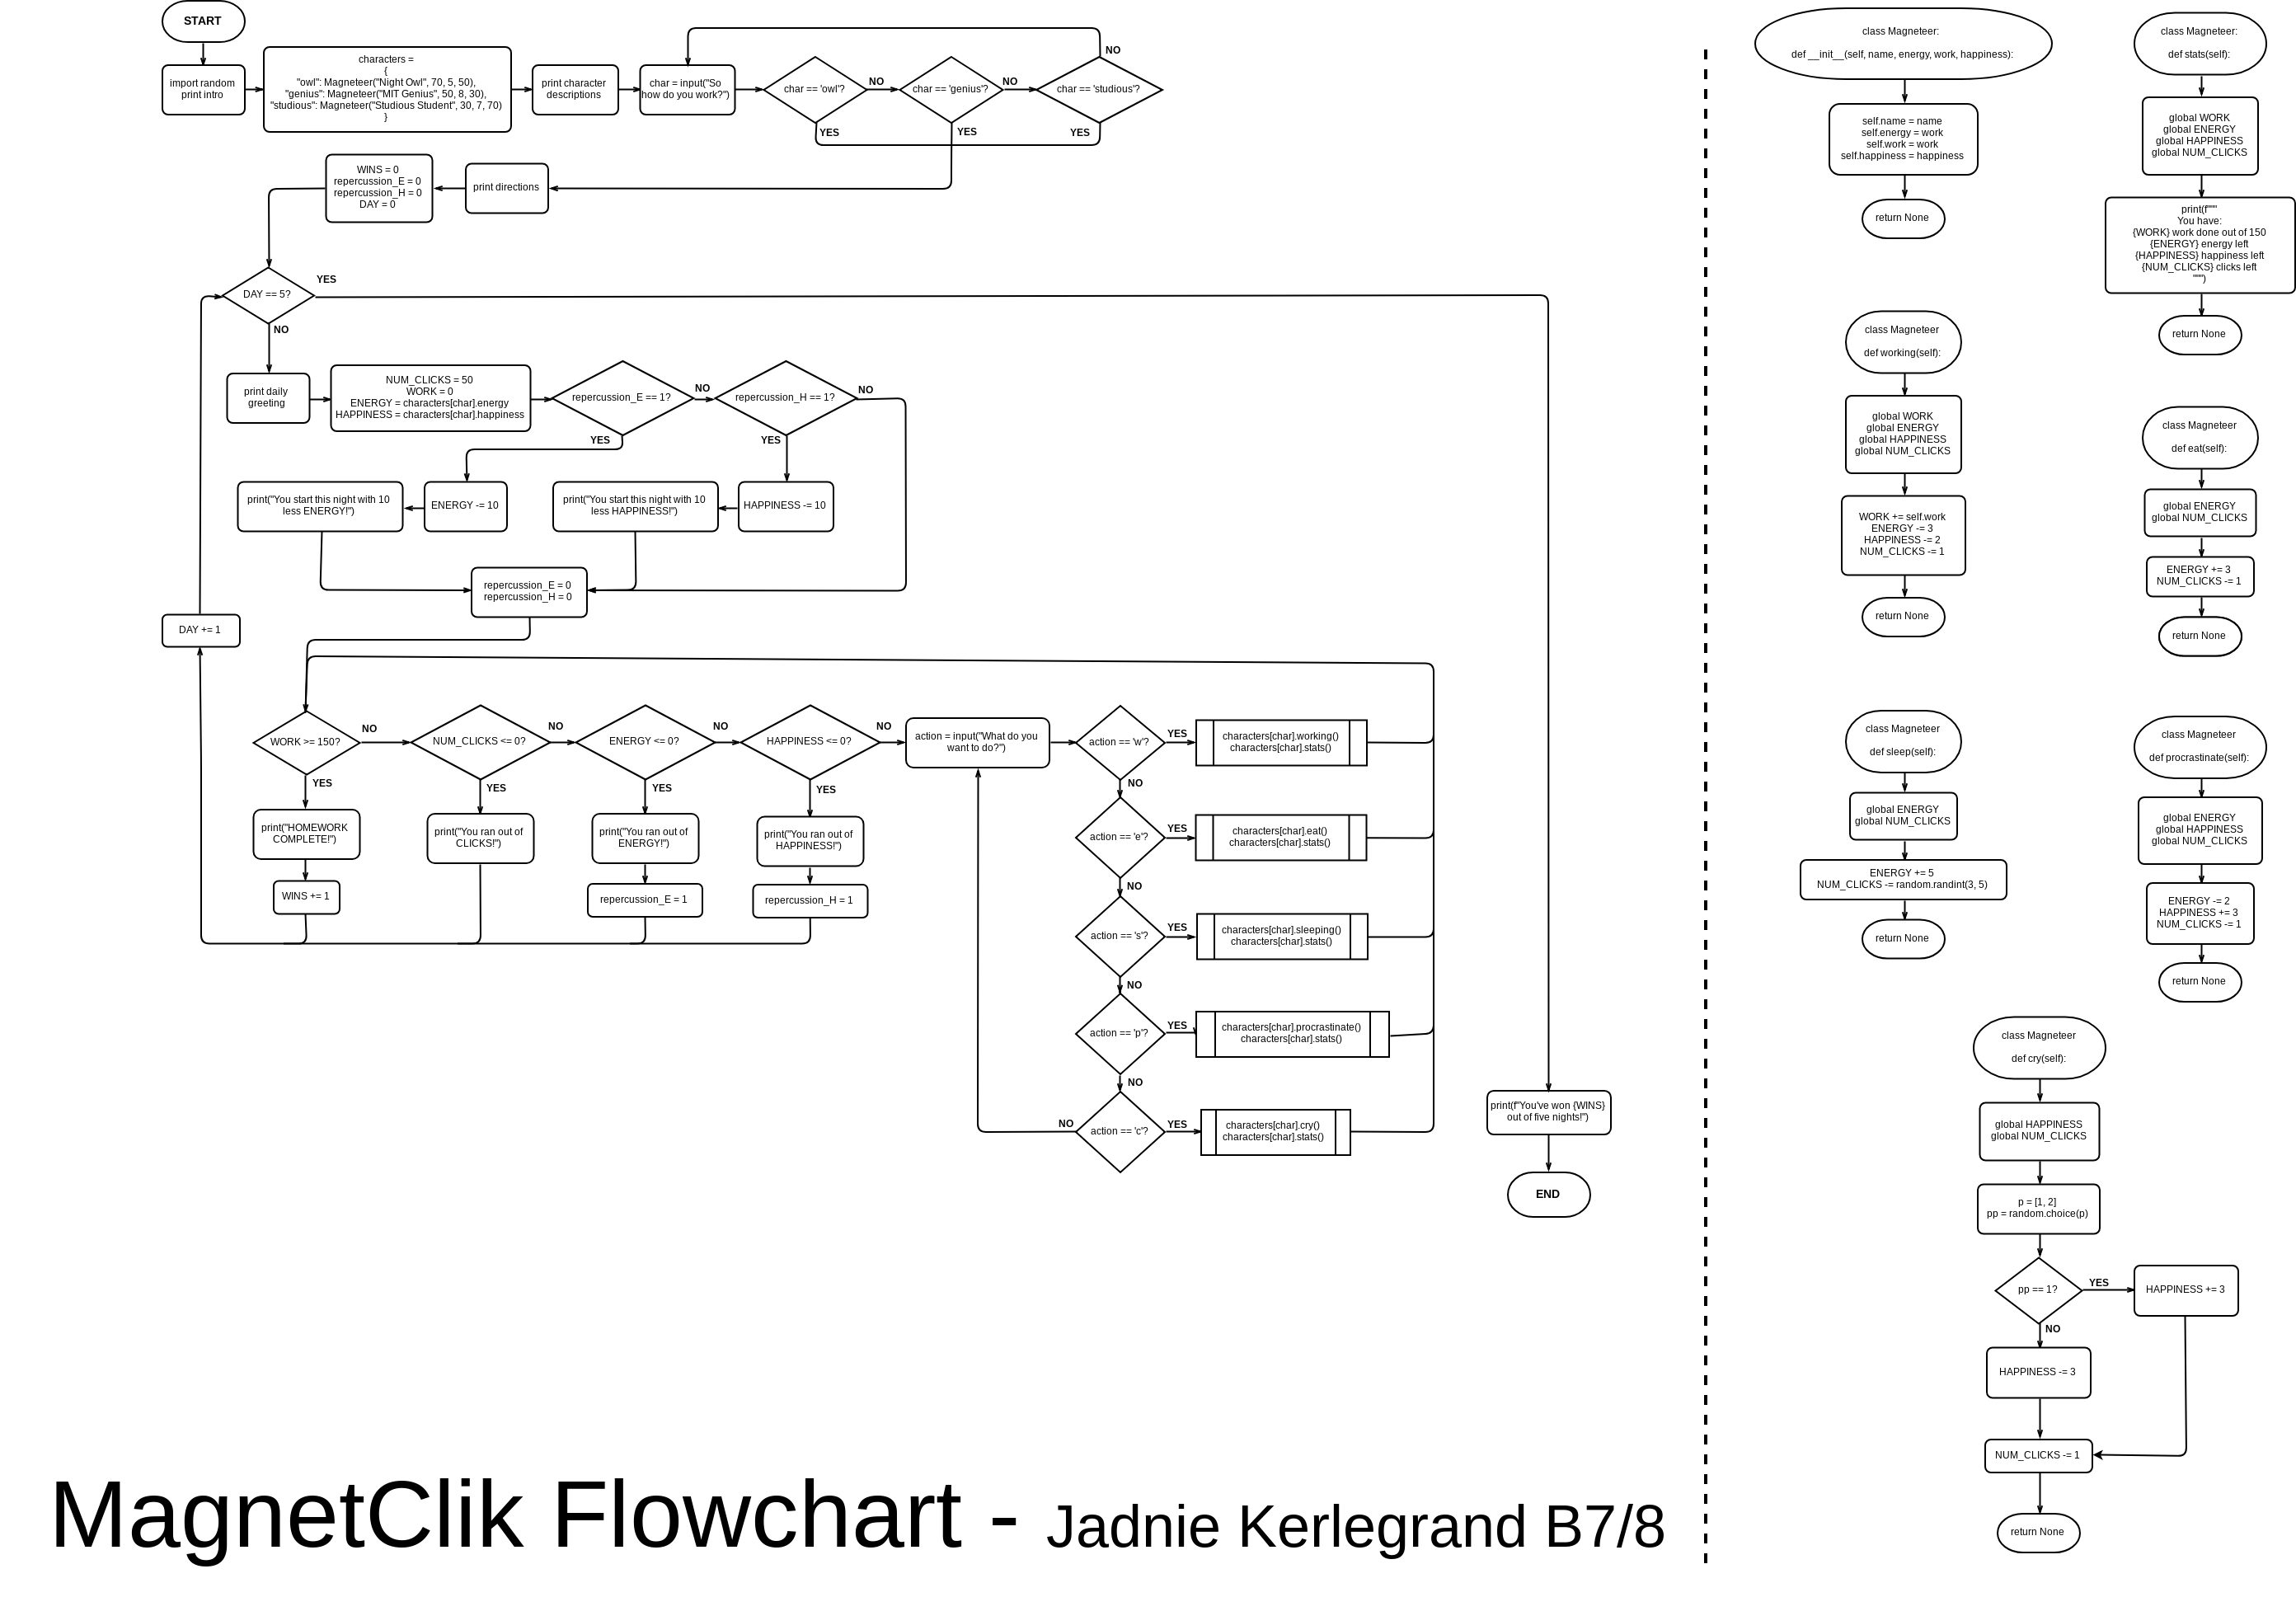 START
import random
print intro
characters =
{
"owl": Magneteer("Night Owl", 70, 5, 50),
"genius": Magneteer("MIT Genius", 50, 8, 30),
"studious": Magneteer("Studious Student", 30, 7, 70)
}
print character
descriptions
char = input("So
how do you work?")
char == 'owl'?
NO
YES
char == 'genius'?
NO
YES
char == 'studious'?
NO
YES
print directions
WINS = 0
repercussion_E = 0
repercussion_H = 0
DAY = 0
DAY == 5?
YES
NO
print daily
greeting
NUM_CLICKS = 50
WORK = 0
ENERGY = characters[char].energy
HAPPINESS = characters[char].happiness
repercussion_E == 1?
NO
YES
repercussion_H == 1?
NO
YES
print("You start this night with 10
less ENERGY!")
ENERGY -= 10
print("You start this night with 10
less HAPPINESS!")
HAPPINESS -= 10
repercussion_E = 0
repercussion_H = 0
DAY += 1
WORK >= 150?
NO
YES
NUM_CLICKS <= 0?
NO
YES
ENERGY <= 0?
NO
YES
HAPPINESS <= 0?
NO
YES
print("HOMEWORK
COMPLETE!")
WINS += 1
print("You ran out of
CLICKS!")
print("You ran out of
ENERGY!")
repercussion_E = 1
print("You ran out of
HAPPINESS!")
repercussion_H = 1
action = input("What do you
want to do?")
action == 'w'?
YES
characters[char].working()
characters[char].stats()
NO
action == 'e'?
YES
characters[char].eat()
characters[char].stats()
NO
action == 's'?
YES
characters[char].sleeping()
characters[char].stats()
NO
action == 'p'?
YES
characters[char].procrastinate()
characters[char].stats()
NO
action == 'c'?
NO
YES
characters[char].cry()
characters[char].stats()
print(f"You've won {WINS}
out of five nights!")
END
class Magneteer:
def __init__(self, name, energy, work, happiness):
self.name = name
self.energy = work
self.work = work
self.happiness = happiness
return None
class Magneteer:
def stats(self):
global WORK
global ENERGY
global HAPPINESS
global NUM_CLICKS
print(f"""
You have:
{WORK} work done out of 150
{ENERGY} energy left
{HAPPINESS} happiness left
{NUM_CLICKS} clicks left
""")
return None
class Magneteer
def working(self):
global WORK
global ENERGY
global HAPPINESS
global NUM_CLICKS
WORK += self.work
ENERGY -= 3
HAPPINESS -= 2
NUM_CLICKS -= 1
return None
class Magneteer
def eat(self):
global ENERGY
global NUM_CLICKS
ENERGY += 3
NUM_CLICKS -= 1
return None
class Magneteer
def sleep(self):
global ENERGY
global NUM_CLICKS
ENERGY += 5
NUM_CLICKS -= random.randint(3, 5)
return None
class Magneteer
def procrastinate(self):
global ENERGY
global HAPPINESS
global NUM_CLICKS
ENERGY -= 2
HAPPINESS += 3
NUM_CLICKS -= 1
return None
class Magneteer
def cry(self):
global HAPPINESS
global NUM_CLICKS
p = [1, 2]
pp = random.choice(p)
pp == 1?
YES
HAPPINESS += 3
NO
HAPPINESS -= 3
NUM_CLICKS -= 1
return None
MagnetClik Flowchart - Jadnie Kerlegrand B7/8